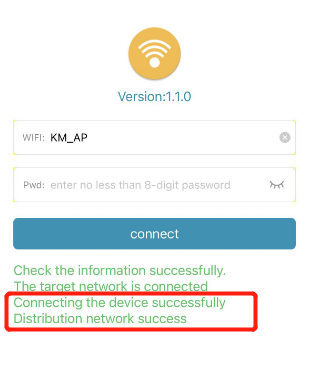 Version:1.1.0
WIFI: KM_AP
Pwd: enter no less than 8-digit password
connect
Check the information successfully.
The target network is connected
Connecting the device successfully
Distribution network success